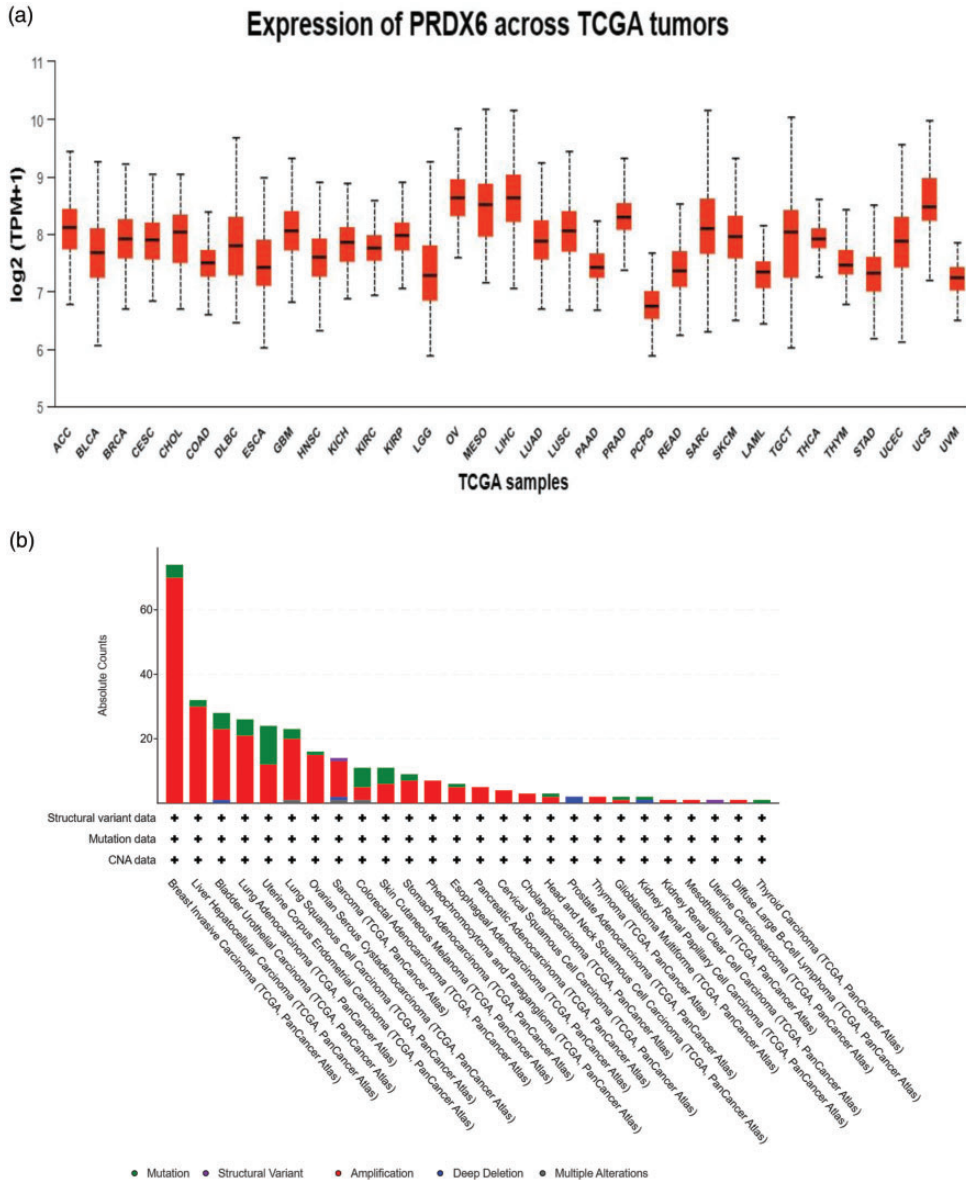 (a)
Expression of PRDX6 across TCGA tumors
log2 (TPM+1)
11
10
9
8
7
6
5
ACC
BLCA
BRCA
CESC
CHOL
COAD
DLBC
ESCA
GBM
HNSC
KICH
KIRC
KIRP
LGG
OV
MESO
LIHC
LUAD
LUSC
PAAD
PRAD
PCPG
READ
SARC
SKCM
LAML
TGCT
THCA
THYM
STAD
UCEC
UCS
UVM
TCGA samples
(b)
Absolute Counts
60
40
20
Structural variant data
Mutation data
CNA data
Breast Invasive Carcinoma (TCGA, PanCancer Atlas)
Liver Hepatocellular Carcinoma (TCGA, PanCancer Atlas)
Bladder Urothelial Carcinoma (TCGA, PanCancer Atlas)
Lung Adenocarcinoma (TCGA, PanCancer Atlas)
Uterine Corpus Endometrial Carcinoma (TCGA, PanCancer Atlas)
Lung Squamous Cell Carcinoma (TCGA, PanCancer Atlas)
Ovarian Serous Cystadenocarcinoma (TCGA, PanCancer Atlas)
Sarcoma (TCGA, PanCancer Atlas)
Colorectal Adenocarcinoma (TCGA, PanCancer Atlas)
Skin Cutaneous Melanoma (TCGA, PanCancer Atlas)
Stomach Adenocarcinoma (TCGA, PanCancer Atlas)
Pheochromocytoma and Paraganglioma (TCGA, PanCancer Atlas)
Esophageal Adenocarcinoma (TCGA, PanCancer Atlas)
Pancreatic Adenocarcinoma (TCGA, PanCancer Atlas)
Cervical Squamous Cell Carcinoma (TCGA, PanCancer Atlas)
Cholangiocarcinoma (TCGA, PanCancer Atlas)
Head and Neck Squamous Cell Carcinoma (TCGA, PanCancer Atlas)
Prostate Adenocarcinoma (TCGA, PanCancer Atlas)
Thymoma (TCGA, PanCancer Atlas)
Glioblastoma Multiforme (TCGA, PanCancer Atlas)
Kidney Renal Papillary Cell Carcinoma (TCGA, PanCancer Atlas)
Kidney Renal Clear Cell Carcinoma (TCGA, PanCancer Atlas)
Mesothelioma (TCGA, PanCancer Atlas)
Uterine Carcinosarcoma (TCGA, PanCancer Atlas)
Diffuse Large B-Cell Lymphoma (TCGA, PanCancer Atlas)
Thyroid Carcinoma (TCGA, PanCancer Atlas)
Mutation
Structural Variant
Amplification
Deep Deletion
Multiple Alterations